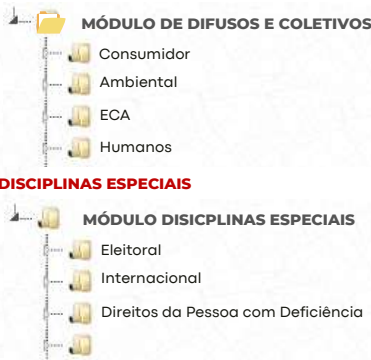 MÓDULO DE DIFUSOS E COLETIVOS
Consumidor
Ambiental
ECA
Humanos
DISCIPLINAS ESPECIAIS
MÓDULO DISICPLINAS ESPECIAIS
Eleitoral
Internacional
Direitos da Pessoa com Deficiência